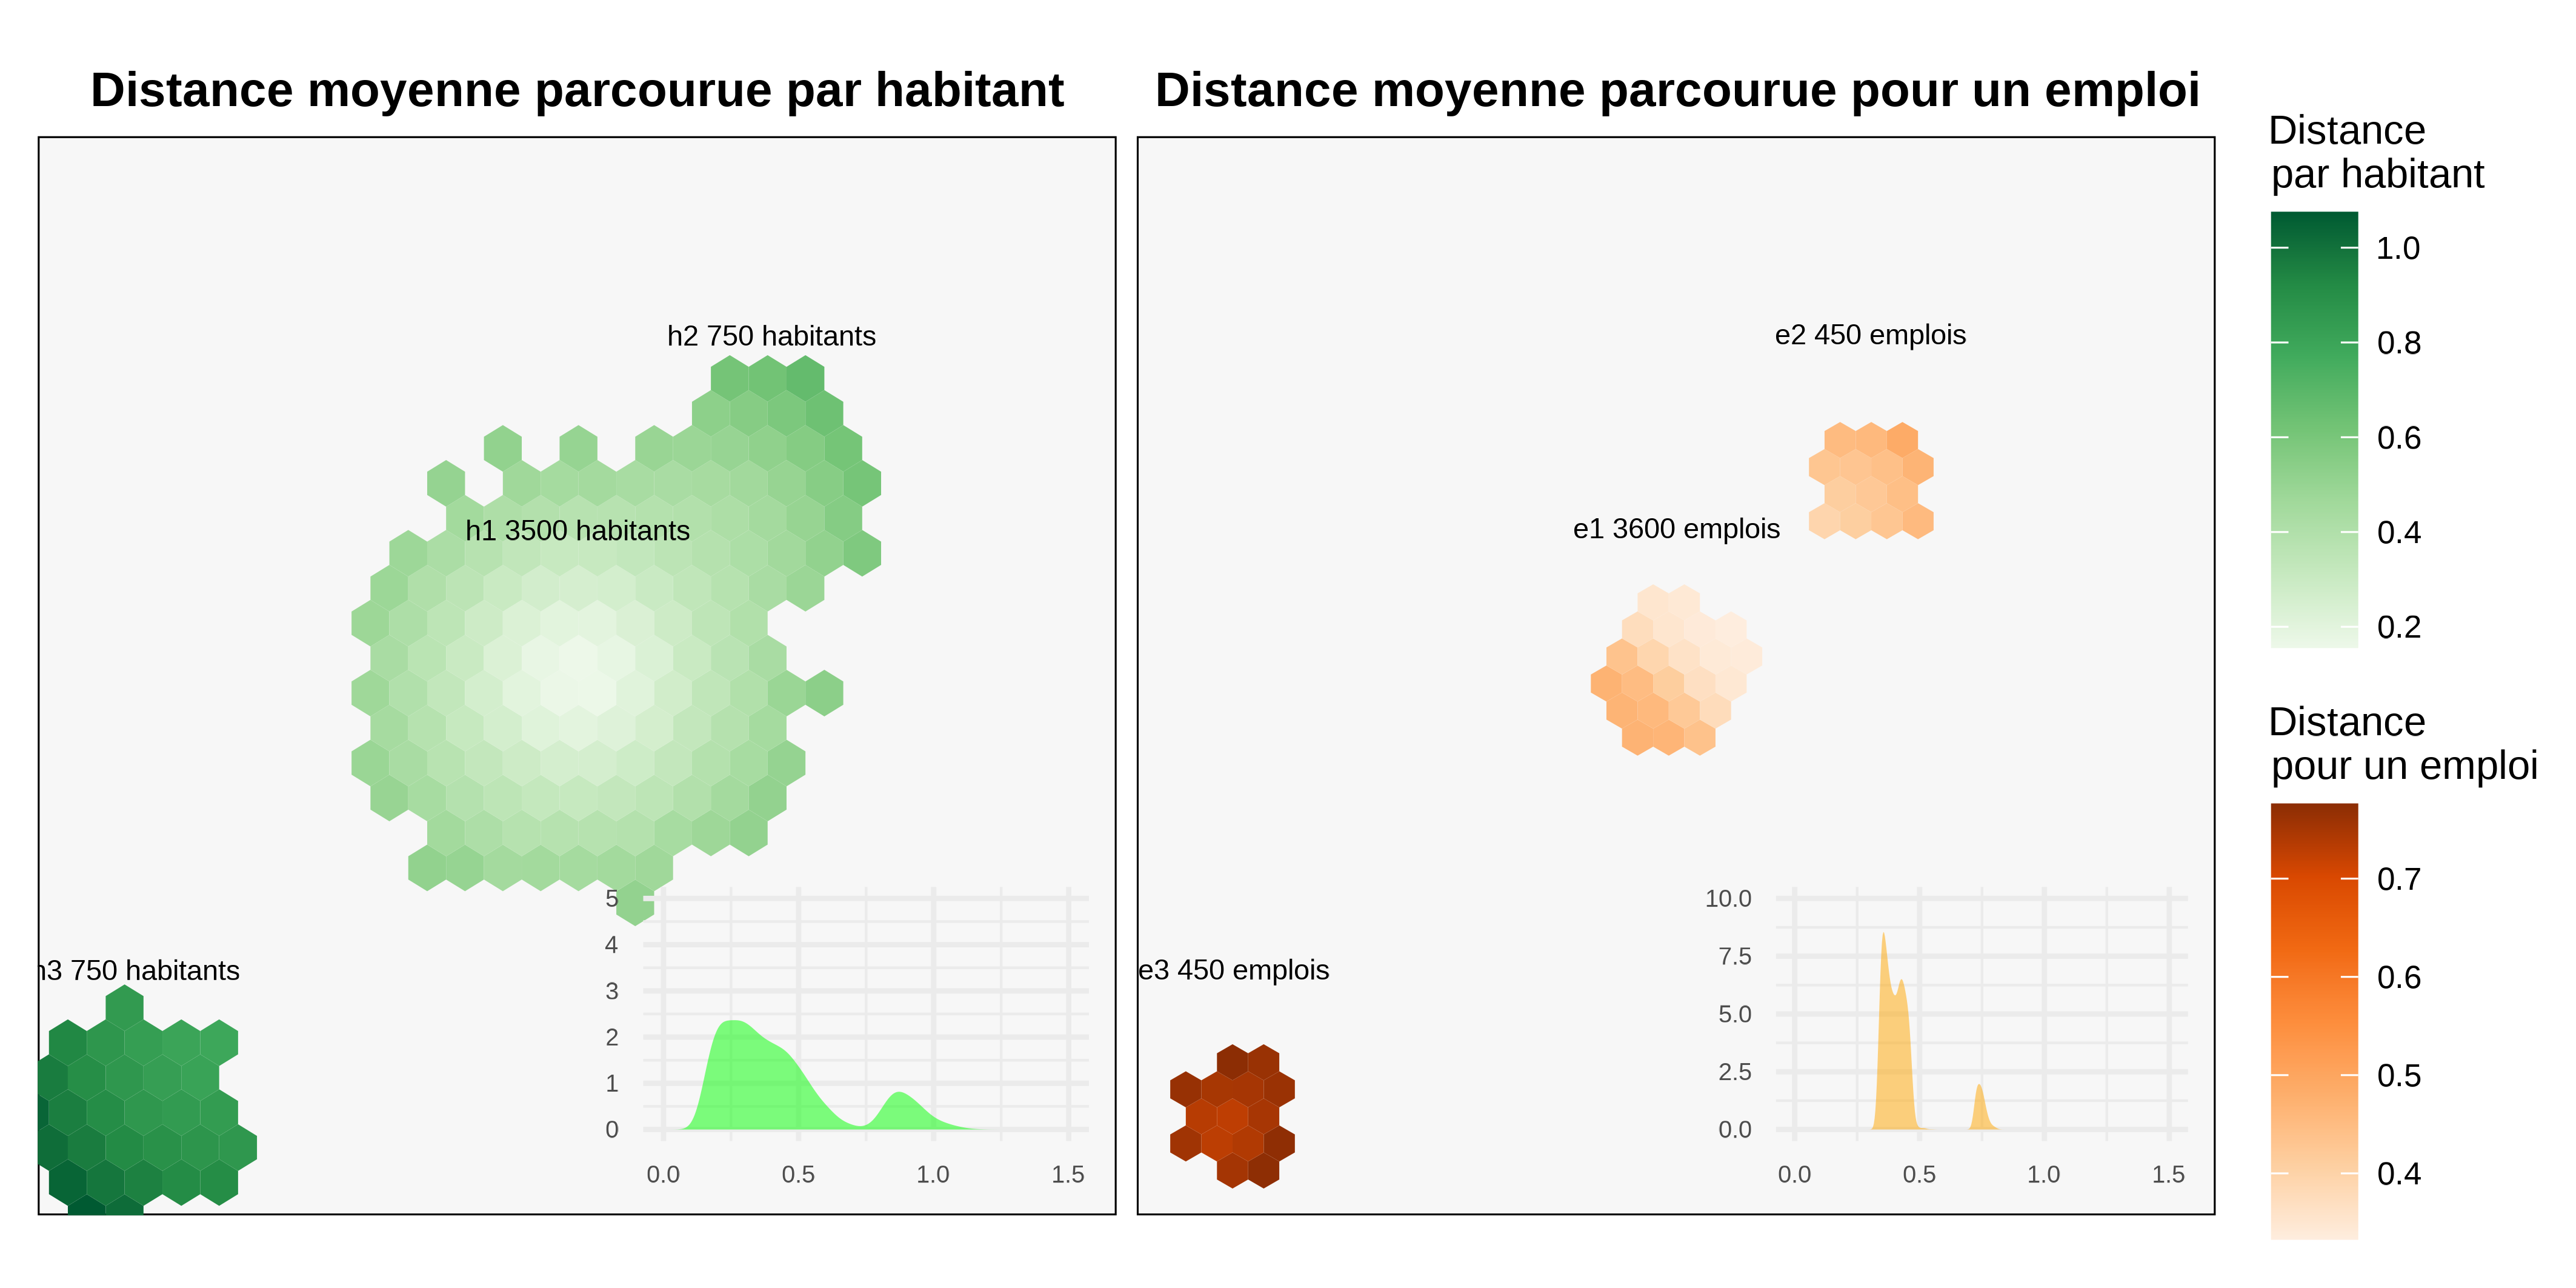 Distance moyenne parcourue par habitant
h2 750 habitants
h1 3500 habitants
h3 750 habitants
5
4
3
2
1
0
0.0 0.5 1.0 1.5
Distance moyenne parcourue pour un emploi
e2 450 emplois
e1 3600 emplois
e3 450 emplois
10.0
7.5
5.0
2.5
0.0
0.0 0.5 1.0 1.5
Distance
par habitant
1.0
0.8
0.6
0.4
0.2
Distance
pour un emploi
0.7
0.6
0.5
0.4